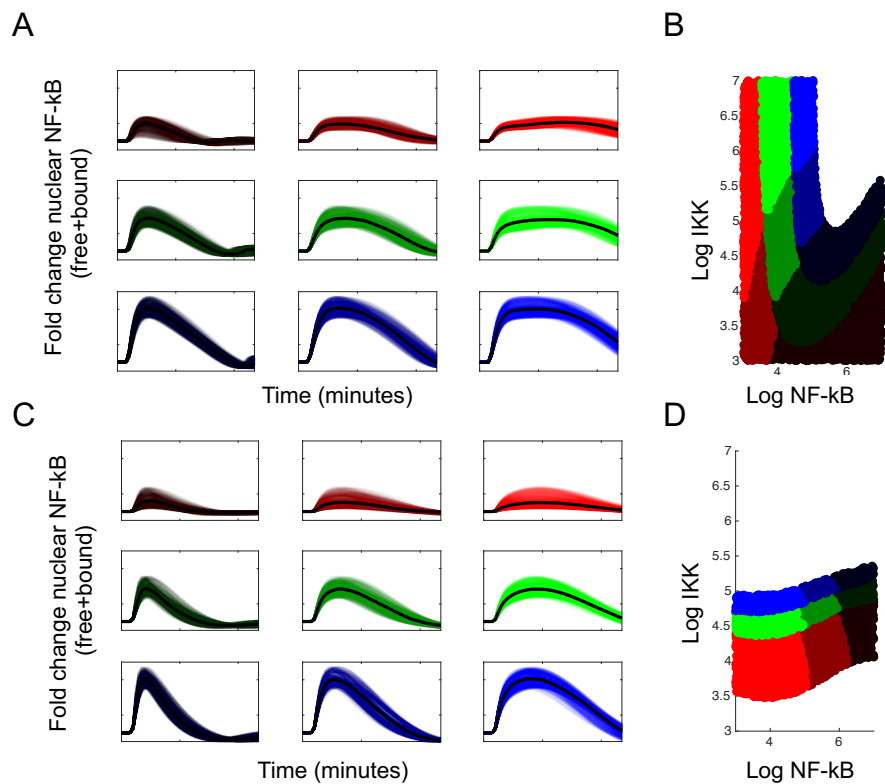 A
Fold change nuclear NF-kB
(free+bound)
Time (minutes)
B
Log IKK
7
6.5
6
5.5
5
4.5
4
3.5
3
4
6
Log NF-kB
C
Fold change nuclear NF-kB
(free+bound)
Time (minutes)
D
Log IKK
7
6.5
6
5.5
5
4.5
4
3.5
3
4
6
Log NF-kB